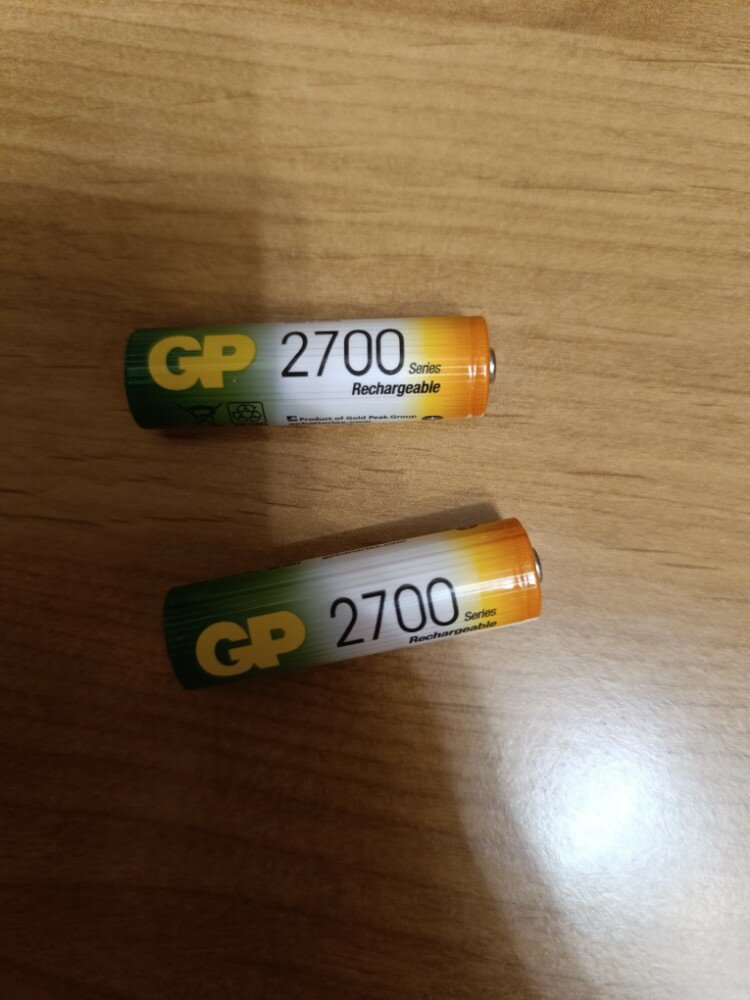 GP 2700 Series
Rechargeable
Product of Gold Peak Group
GP 2700 Series
Rechargeable